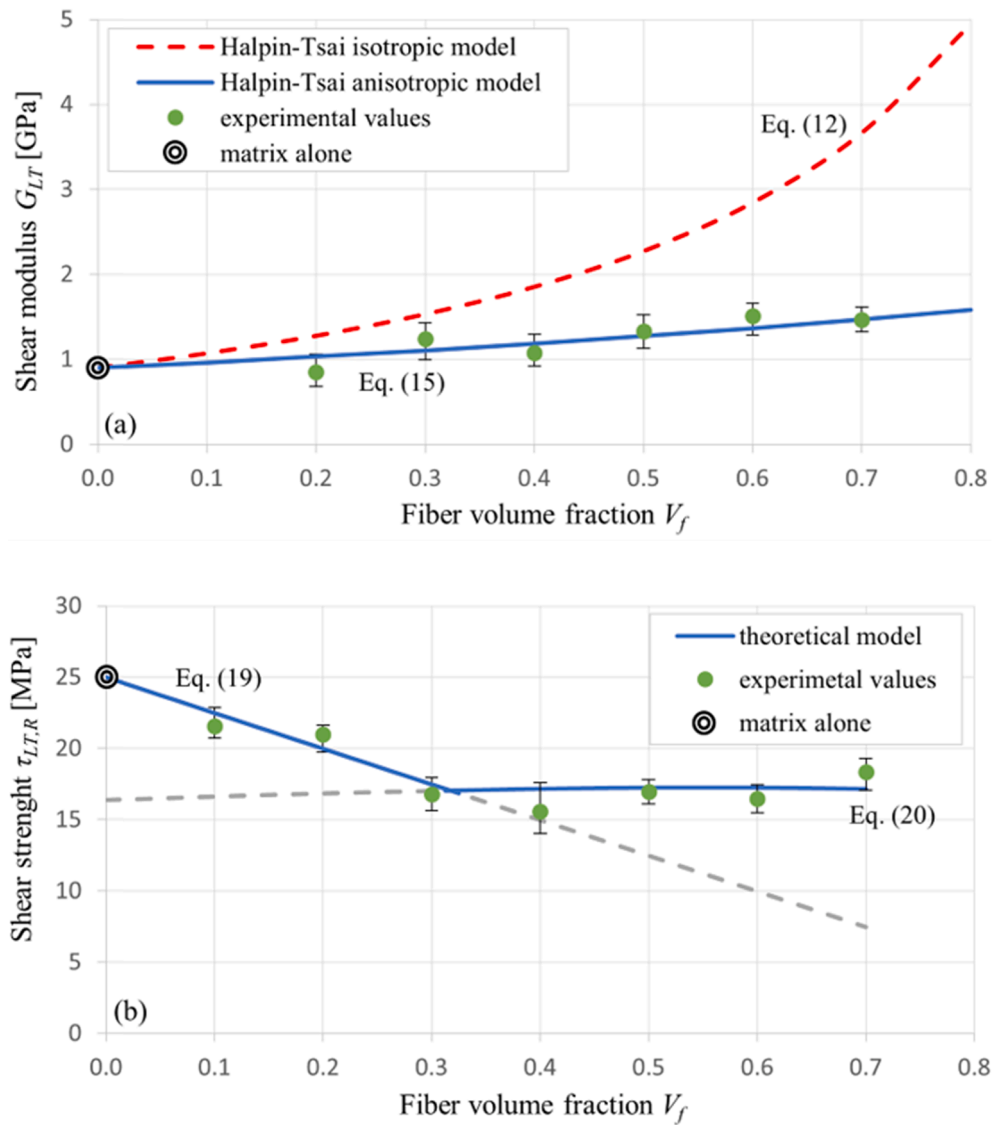 5
Halpin-Tsai isotropic model
Halpin-Tsai anisotropic model
experimental values
matrix alone
4
Eq. (12)
Shear modulus G_LT [GPa]
3
2
1
Eq. (15)
(a)
0
0.0 0.1 0.2 0.3 0.4 0.5 0.6 0.7 0.8
Fiber volume fraction V_f
30
theoretical model
experimetal values
matrix alone
25
Eq. (19)
Shear strenght τ_LT,R [MPa]
20
15
Eq. (20)
10
5
(b)
0
0.0 0.1 0.2 0.3 0.4 0.5 0.6 0.7 0.8
Fiber volume fraction V_f